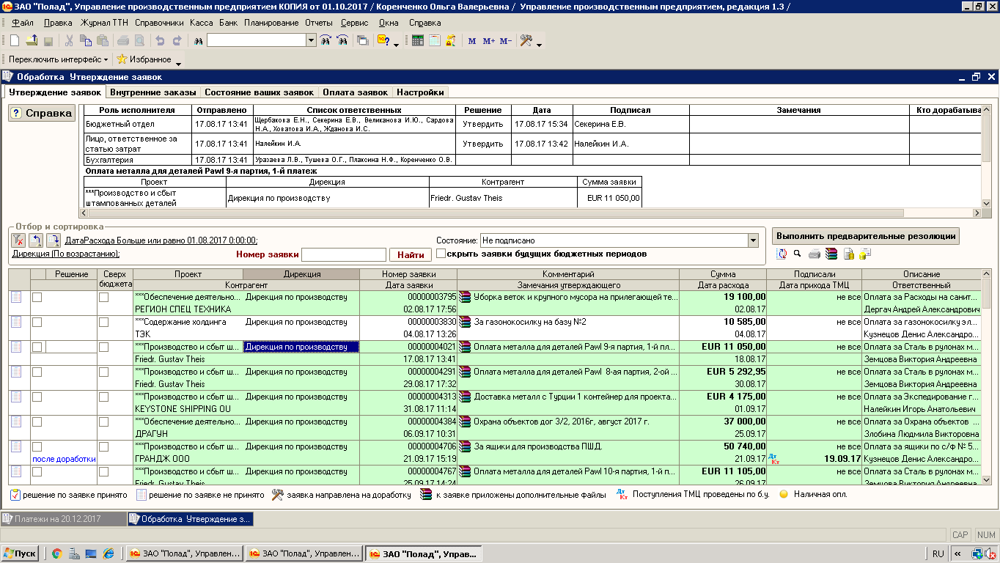 ЗАО "Полад", Управление производственным предприятием КОПИЯ от 01.10.2017 / Коренченко Ольга Валерьевна / Управление производственным предприятием, редакция 1.3 /
Файл Правка Журнал ТТН Справочники Касса Банк Планирование Отчеты Сервис Окна Справка
M M+ M-
Переключить интерфейс Избранное
Обработка Утверждение заявок
Утверждение заявок Внутренние заказы Состояние ваших заявок Оплата заявок Настройки
Справка
Роль исполнителя Отправлено Список ответственных Решение Дата Подписал Замечания Кто дорабатыва
Бюджетный отдел 17.08.17 13:41 Щербакова Е.Н., Секерина Е.В., Великанова И.Ю., Сардова Н.А., Ховатова И.А., Жданова И.С. Утвердить 17.08.17 15:34 Секерина Е.В.
Лицо, ответственное за статью затрат 17.08.17 13:41 Налейкин И.А. Утвердить 17.08.17 13:42 Налейкин И.А.
Бухгалтерия 17.08.17 13:41 Уразаева Л.В., Тушева О.Г., Плаксина Н.Ф., Коренченко О.В.
Оплата металла для деталей Pawl 9-я партия, 1-й платеж
Проект Дирекция Контрагент Сумма заявки
***Производство и сбыт штампованных деталей Дирекция по производству Friedr. Gustav Theis EUR 11 050,00
Отбор и сортировка
ДатаРасхода Больше или равно 01.08.2017 0:00:00; Состояние: Не подписано
Выполнить предварительные резолюции
Дирекция (По возрастанию); Номер заявки Найти скрыть заявки будущих бюджетных периодов
Решение Сверх бюджета Проект Дирекция Номер заявки Комментарий Сумма Подписали Описание
Контрагент Дата заявки Замечания утверждающего Дата расхода Дата прихода ТМЦ Ответственный
***Обеспечение деятельно... Дирекция по производству 00000003795 Уборка веток и крупного мусора на прилегающей те... 19 100,00 не все Оплата за Расходы на санит...
РЕГИОН СПЕЦ ТЕХНИКА 02.08.17 17:56 02.08.17 Дергач Андрей Александрович
***Содержание холдинга Дирекция по производству 00000003830 За газонокосилку на базу №2 10 585,00 не все Оплата за газонокосилку эл...
ТЭК 04.08.17 13:26 04.08.17 Кузнецов Денис Александро...
***Производство и сбыт ш... Дирекция по производству 00000004021 Оплата металла для деталей Pawl 9-я партия, 1-й пл... EUR 11 050,00 не все Оплата за Сталь в рулонах м...
Friedr. Gustav Theis 17.08.17 13:41 18.08.17 Земцова Виктория Андреевна
***Производство и сбыт ш... Дирекция по производству 00000004291 Оплата металла для деталей Pawl 8-ая партия, 2-ой ... EUR 5 292,95 не все Оплата за Сталь в рулонах м...
Friedr. Gustav Theis 29.08.17 17:32 30.08.17 Земцова Виктория Андреевна
***Производство и сбыт ш... Дирекция по производству 00000004313 Доставка металл с Турции 1 контейнер для проекта... EUR 4 175,00 не все Оплата за Экспедирование г...
KEYSTONE SHIPPING OU 31.08.17 11:14 01.09.17 Налейкин Игорь Анатольевич
***Обеспечение деятельно... Дирекция по производству 00000004384 Охрана объектов дог 3/2, 2016г, август 2017 г. 37 000,00 не все Оплата за Охрана объектов ...
ДРАГУН 06.09.17 10:31 25.09.17 Злобина Людмила Викторовна
***Производство и сбыт ш... Дирекция по производству 00000004706 За ящики для производства ПШД. 50 740,00 не все Оплата за ящики по с/ф № 5...
после доработки ГРАНДЖ ООО 21.09.17 15:19 21.09.17 Дт Кт 19.09.17 Кузнецов Денис Александро...
***Производство и сбыт ш... Дирекция по производству 00000004767 Оплата металла для деталей Pawl 10-я партия, 1-й п... EUR 11 105,00 не все Оплата за Сталь в рулонах м...
Friedr. Gustav Theis 25.09.17 14:24 26.09.17 Земцова Виктория Андреевна
решение по заявке принято решение по заявке не принято заявка направлена на доработку к заявке приложены дополнительные файлы Дт Кт Поступления ТМЦ проведены по б.у. Наличная опл.
Платежи на 20.12.2017 Обработка Утверждение з...
CAP NUM
Пуск ЗАО "Полад", Управлен... ЗАО "Полад", Управлен... ЗАО "Полад", Управ... RU